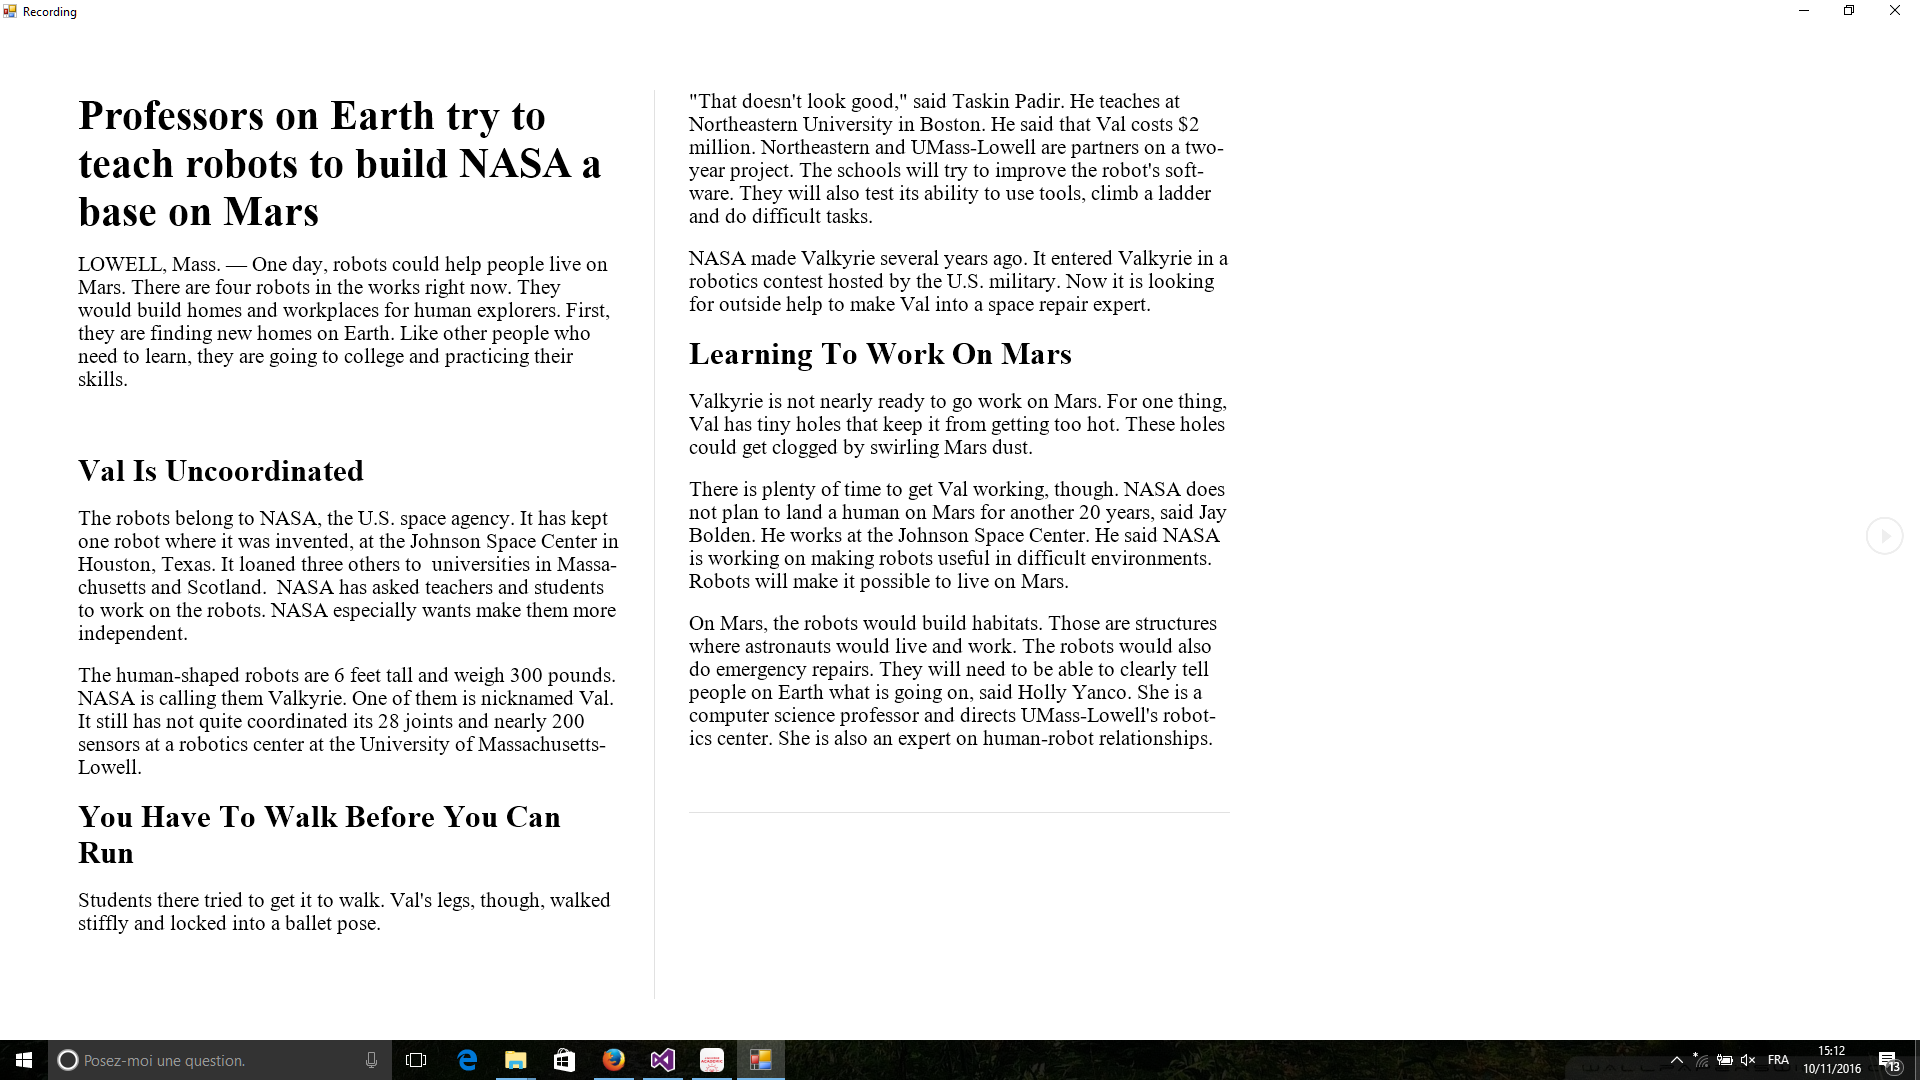 Recording
Professors on Earth try to
teach robots to build NASA a
base on Mars
LOWELL, Mass. — One day, robots could help people live on
Mars. There are four robots in the works right now. They
would build homes and workplaces for human explorers. First,
they are finding new homes on Earth. Like other people who
need to learn, they are going to college and practicing their
skills.
Val Is Uncoordinated
The robots belong to NASA, the U.S. space agency. It has kept
one robot where it was invented, at the Johnson Space Center in
Houston, Texas. It loaned three others to  universities in Massa-
chusetts and Scotland.  NASA has asked teachers and students
to work on the robots. NASA especially wants make them more
independent.
The human-shaped robots are 6 feet tall and weigh 300 pounds.
NASA is calling them Valkyrie. One of them is nicknamed Val.
It still has not quite coordinated its 28 joints and nearly 200
sensors at a robotics center at the University of Massachusetts-
Lowell.
You Have To Walk Before You Can
Run
Students there tried to get it to walk. Val's legs, though, walked
stiffly and locked into a ballet pose.
"That doesn't look good," said Taskin Padir. He teaches at
Northeastern University in Boston. He said that Val costs $2
million. Northeastern and UMass-Lowell are partners on a two-
year project. The schools will try to improve the robot's soft-
ware. They will also test its ability to use tools, climb a ladder
and do difficult tasks.
NASA made Valkyrie several years ago. It entered Valkyrie in a
robotics contest hosted by the U.S. military. Now it is looking
for outside help to make Val into a space repair expert.
Learning To Work On Mars
Valkyrie is not nearly ready to go work on Mars. For one thing,
Val has tiny holes that keep it from getting too hot. These holes
could get clogged by swirling Mars dust.
There is plenty of time to get Val working, though. NASA does
not plan to land a human on Mars for another 20 years, said Jay
Bolden. He works at the Johnson Space Center. He said NASA
is working on making robots useful in difficult environments.
Robots will make it possible to live on Mars.
On Mars, the robots would build habitats. Those are structures
where astronauts would live and work. The robots would also
do emergency repairs. They will need to be able to clearly tell
people on Earth what is going on, said Holly Yanco. She is a
computer science professor and directs UMass-Lowell's robot-
ics center. She is also an expert on human-robot relationships.
Posez-moi une question.
FRA
15:12
10/11/2016
13